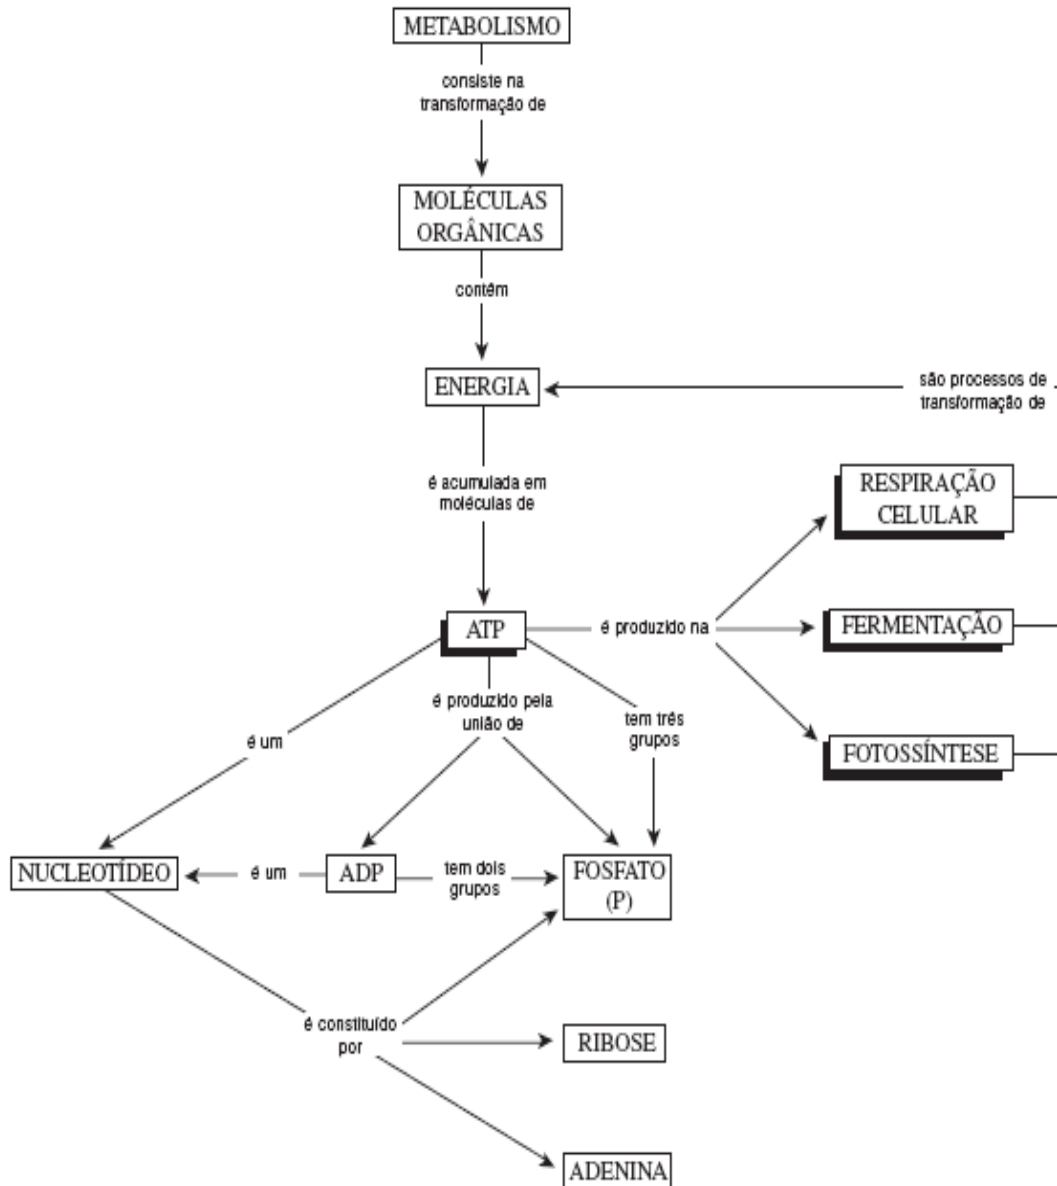 METABOLISMO
consiste na
transformação de
MOLÉCULAS
ORGÂNICAS
contêm
ENERGIA
são processos de
transformação de
é acumulada em
moléculas de
RESPIRAÇÃO
CELULAR
ATP
é produzido na
FERMENTAÇÃO
é produzido pela
união de
tem três
grupos
é um
FOTOSSÍNTESE
NUCLEOTÍDEO
é um
ADP
tem dois
grupos
FOSFATO
(P)
é constituído
por
RIBOSE
ADENINA